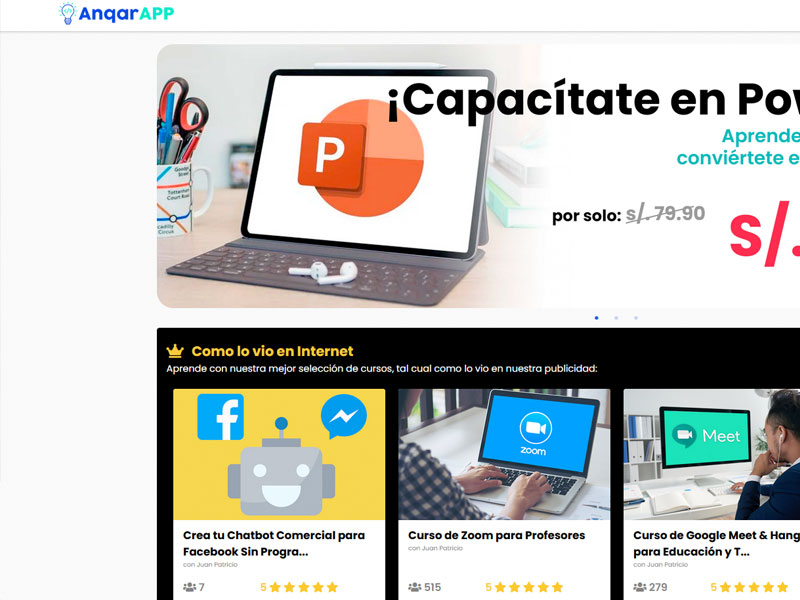 AnqarAPP
¡Capacítate en Pow
Aprende
conviértete e
P
por solo: s/. 79.90
s/.
Como lo vio en Internet
Aprende con nuestra mejor selección de cursos, tal cual como lo vio en nuestra publicidad:
zoom
Meet
Crea tu Chatbot Comercial para
Facebook Sin Progra...
con Juan Patricio
7
5
Curso de Zoom para Profesores
con Juan Patricio
515
5
Curso de Google Meet & Hang
para Educación y T...
con Juan Patricio
279
5